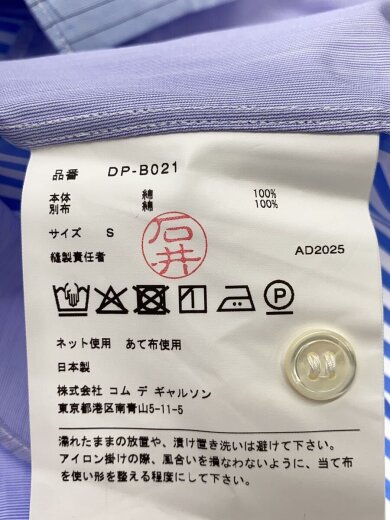 品番 DP-B021
本体 綿 100%
別布 綿 100%
サイズ S
縫製責任者 石井
AD2025
P
ネット使用 あて布使用
日本製
株式会社 コム デ ギャルソン
東京都港区南青山5-11-5
濡れたままの放置や、漬け置き洗いは避けて下さい。
アイロン掛けの際、風合いを損なわないように、当て布
を使い形を整える程度にして下さい。